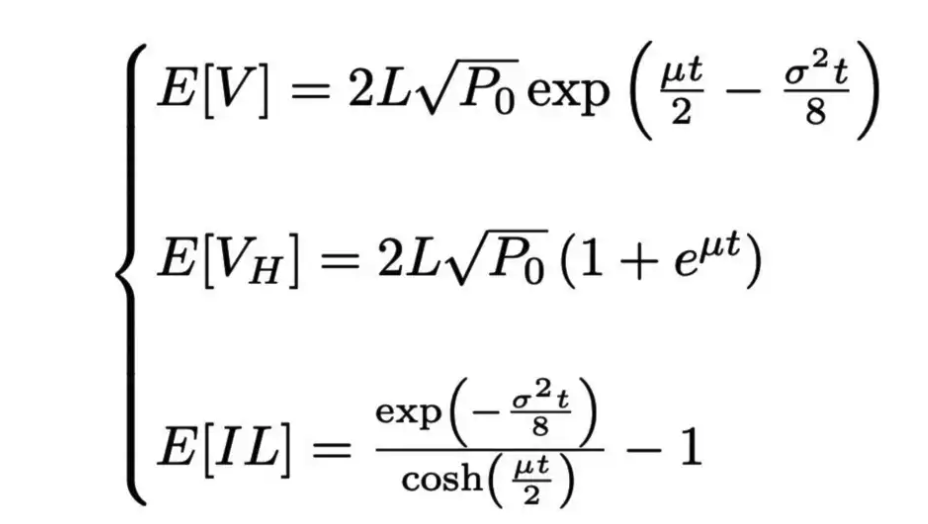 E[V] = 2L√P₀ exp(μt/2 − σ²t/8)
E[V_H] = 2L√P₀ (1 + e^{μt})
E[IL] = exp(−σ²t/8) / cosh(μt/2) − 1